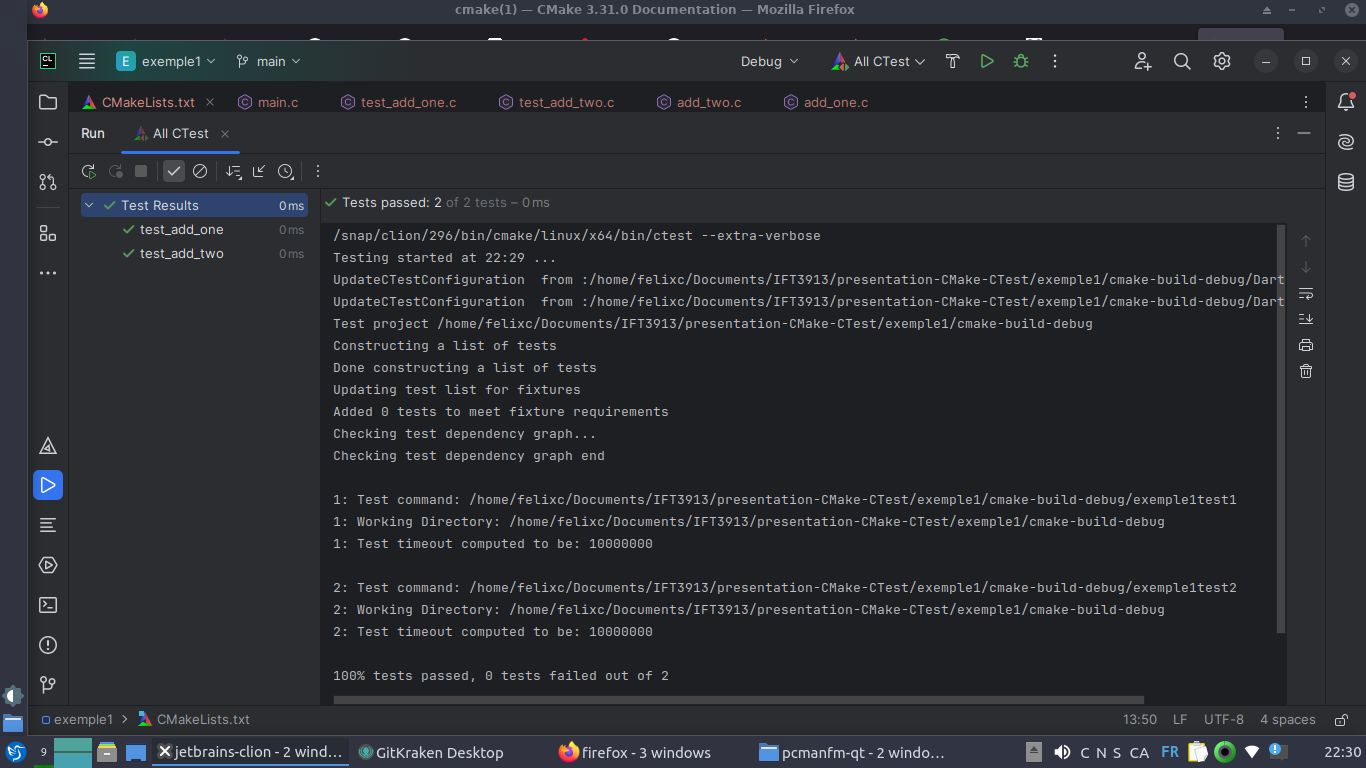 cmake(1) — CMake 3.31.0 Documentation — Mozilla Firefox
CL
E exemple1
main
Debug
All CTest
CMakeLists.txt
main.c
test_add_one.c
test_add_two.c
add_two.c
add_one.c
Run
All CTest
Test Results 0 ms
test_add_one 0 ms
test_add_two 0 ms
Tests passed: 2 of 2 tests – 0 ms
/snap/clion/296/bin/cmake/linux/x64/bin/ctest --extra-verbose
Testing started at 22:29 ...
UpdateCTestConfiguration  from :/home/felixc/Documents/IFT3913/presentation-CMake-CTest/exemple1/cmake-build-debug/Dart
UpdateCTestConfiguration  from :/home/felixc/Documents/IFT3913/presentation-CMake-CTest/exemple1/cmake-build-debug/Dart
Test project /home/felixc/Documents/IFT3913/presentation-CMake-CTest/exemple1/cmake-build-debug
Constructing a list of tests
Done constructing a list of tests
Updating test list for fixtures
Added 0 tests to meet fixture requirements
Checking test dependency graph...
Checking test dependency graph end
1: Test command: /home/felixc/Documents/IFT3913/presentation-CMake-CTest/exemple1/cmake-build-debug/exemple1test1
1: Working Directory: /home/felixc/Documents/IFT3913/presentation-CMake-CTest/exemple1/cmake-build-debug
1: Test timeout computed to be: 10000000
2: Test command: /home/felixc/Documents/IFT3913/presentation-CMake-CTest/exemple1/cmake-build-debug/exemple1test2
2: Working Directory: /home/felixc/Documents/IFT3913/presentation-CMake-CTest/exemple1/cmake-build-debug
2: Test timeout computed to be: 10000000
100% tests passed, 0 tests failed out of 2
exemple1 > CMakeLists.txt
13:50 LF UTF-8 4 spaces
9
jetbrains-clion - 2 wind…
GitKraken Desktop
firefox - 3 windows
pcmanfm-qt - 2 windo…
C N S CA FR
22:30